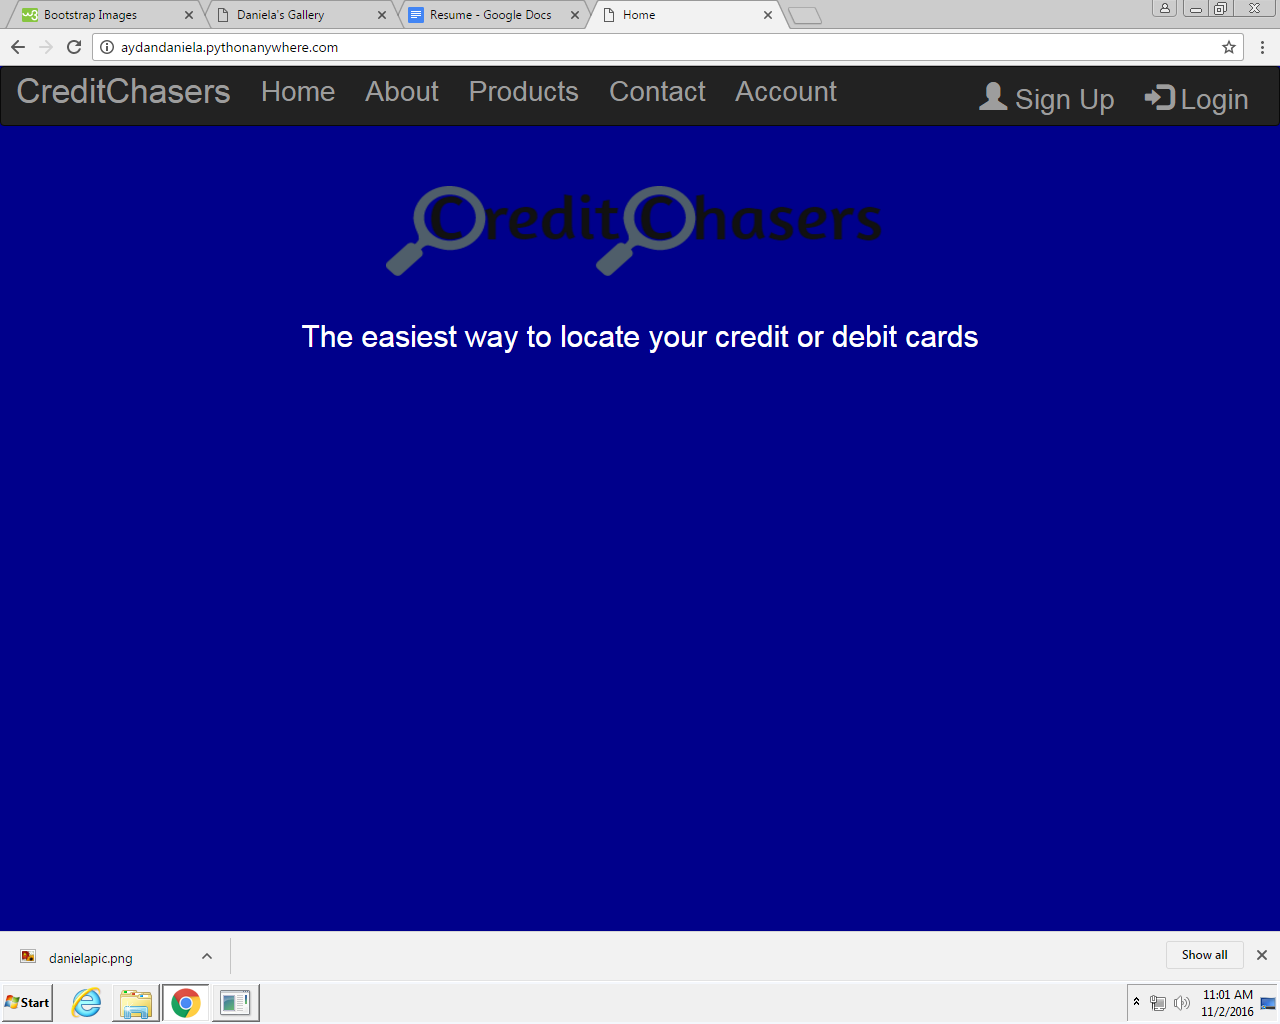 Bootstrap Images
Daniela's Gallery
Resume - Google Docs
Home
aydandaniela.pythonanywhere.com
CreditChasers Home About Products Contact Account Sign Up Login
Credit Chasers
The easiest way to locate your credit or debit cards
danielapic.png
Show all
Start
11:01 AM
11/2/2016